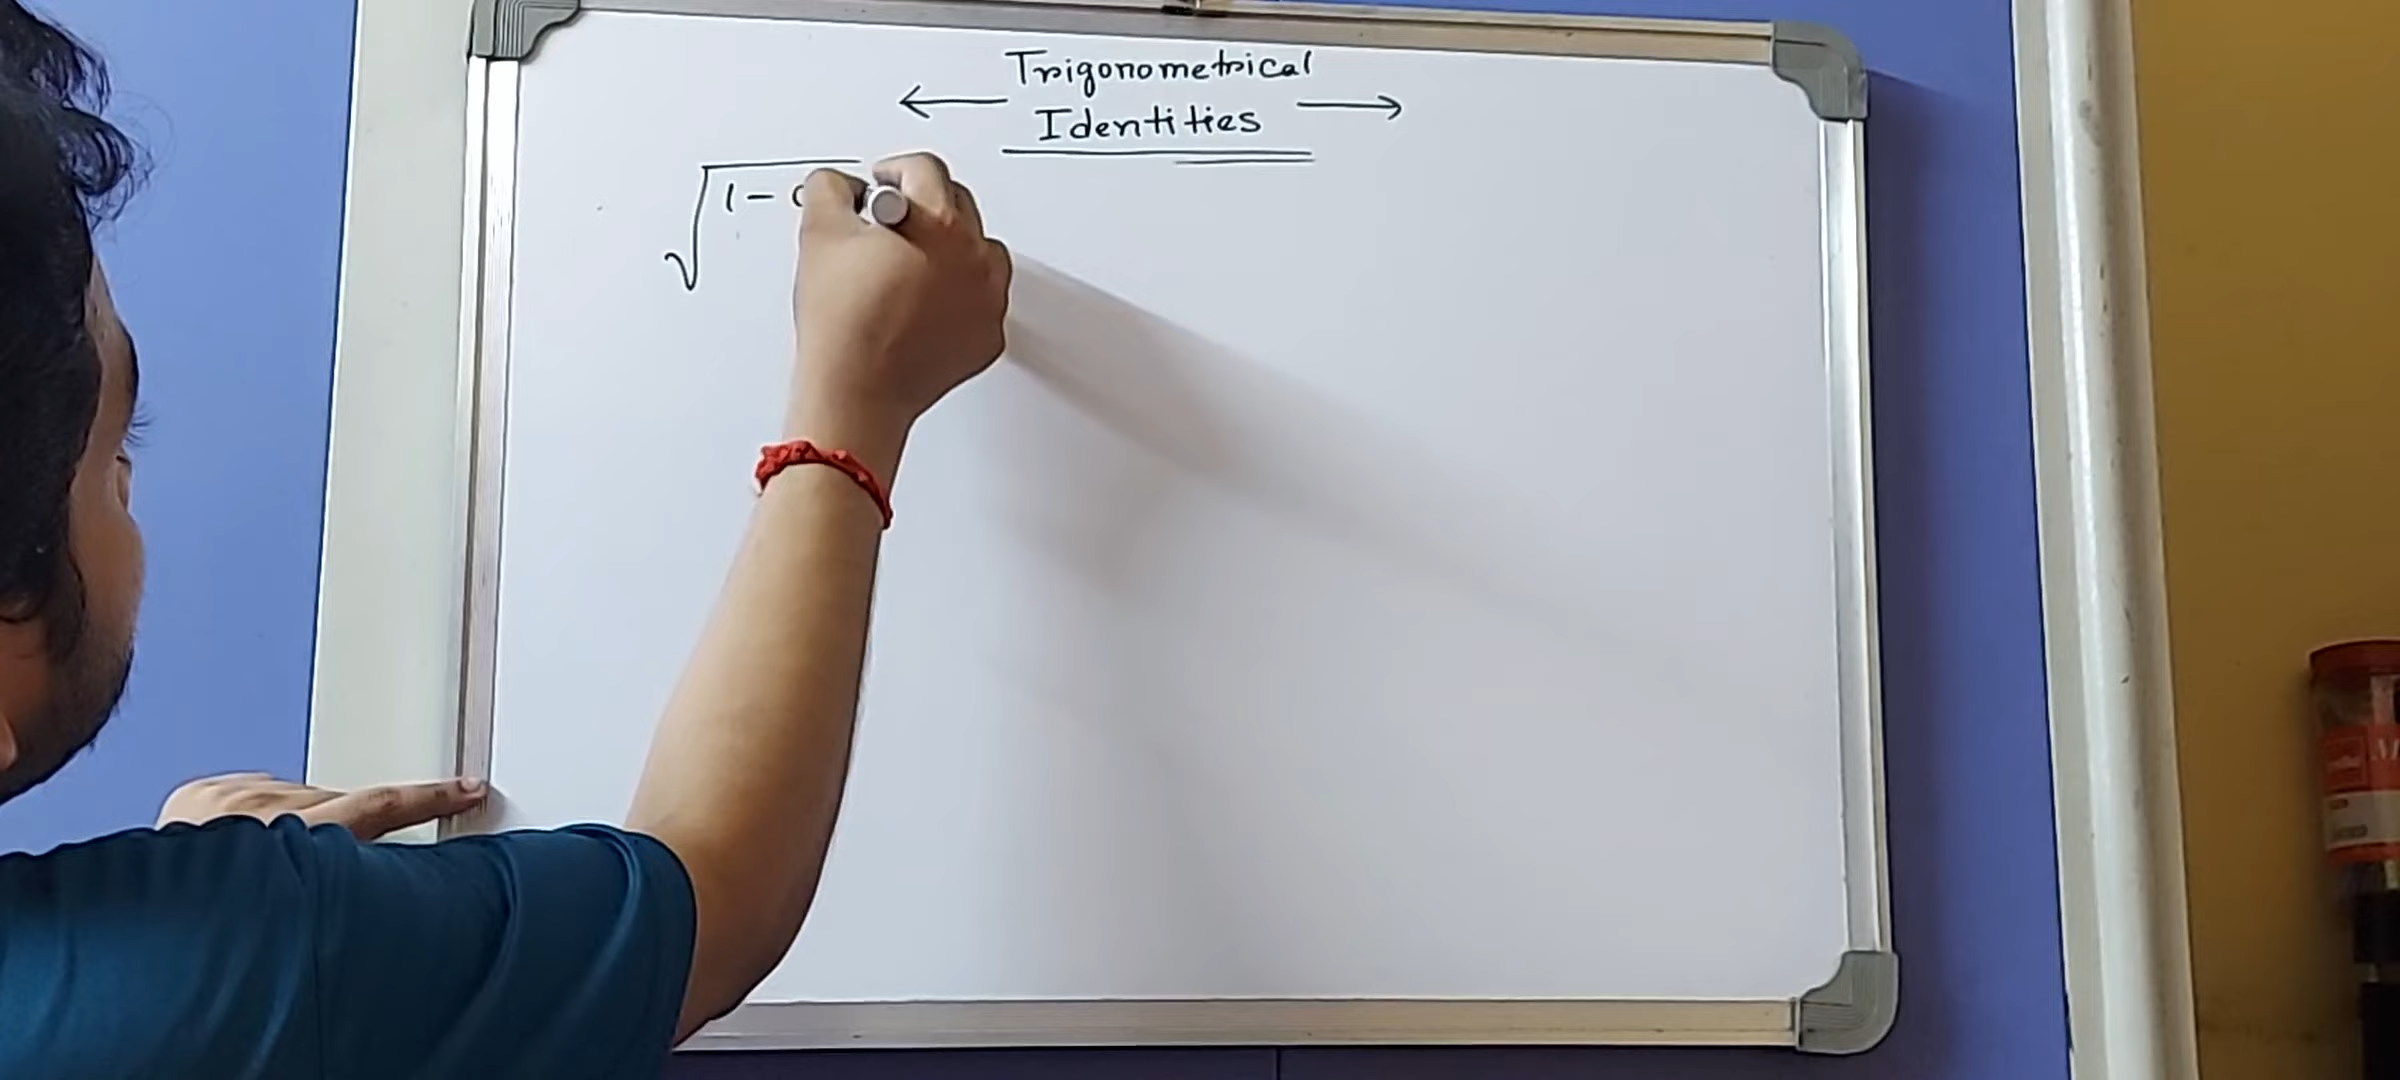 Trigonometrical
← Identities →
√1 -